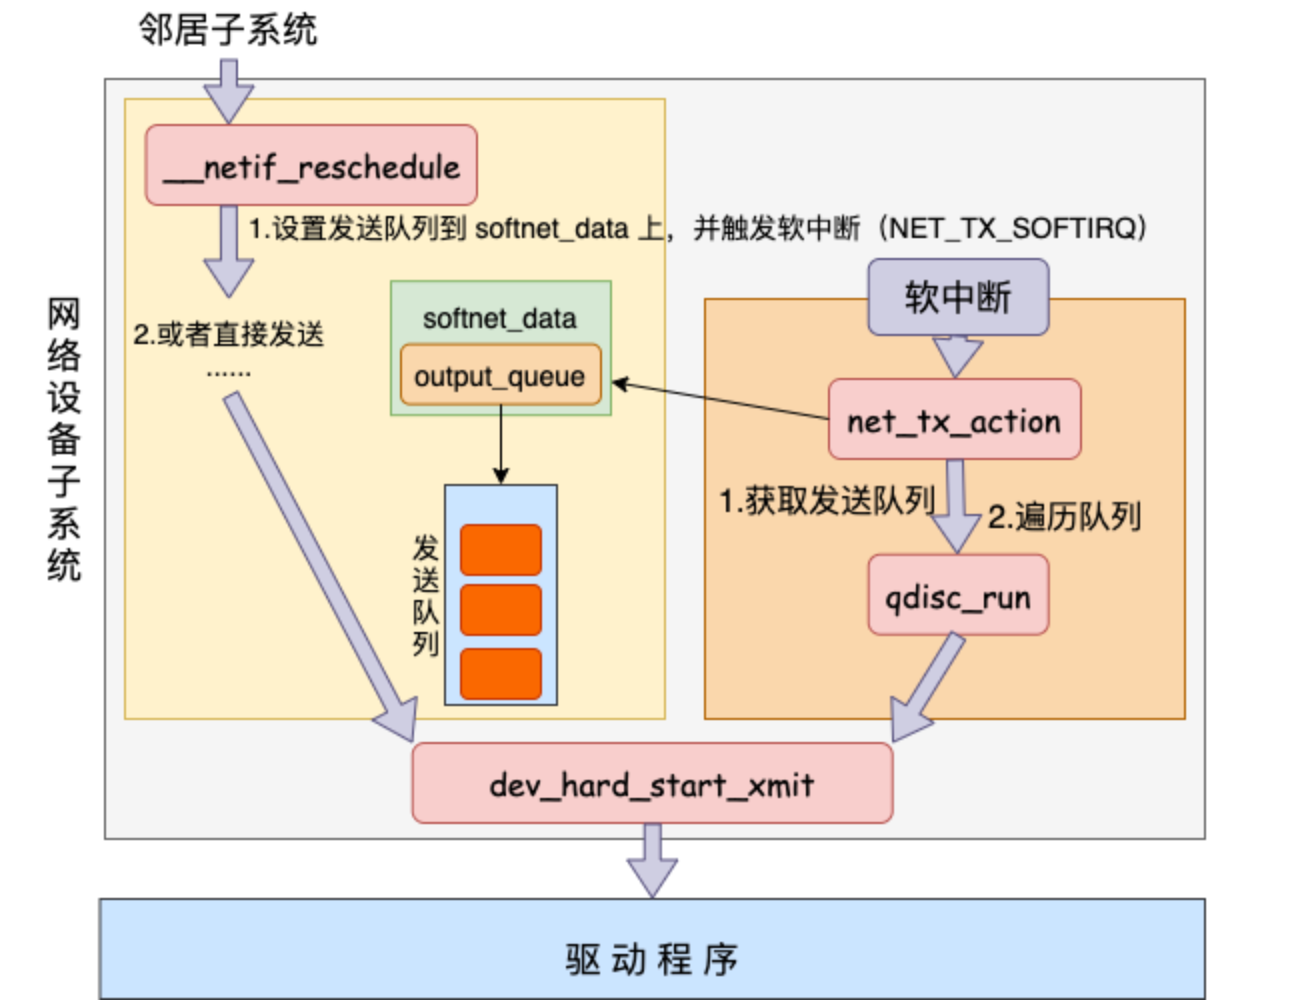 邻居子系统
__netif_reschedule
1.设置发送队列到 softnet_data 上，并触发软中断（NET_TX_SOFTIRQ）
2.或者直接发送
......
softnet_data
output_queue
发送队列
软中断
net_tx_action
1.获取发送队列
2.遍历队列
qdisc_run
网络设备子系统
dev_hard_start_xmit
驱动程序